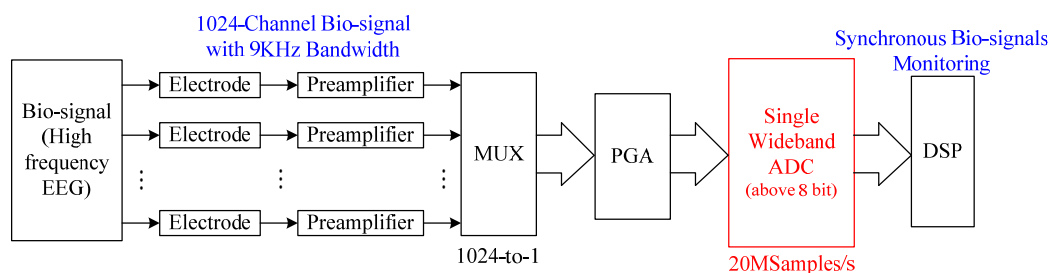 1024-Channel Bio-signal
with 9KHz Bandwidth
Synchronous Bio-signals
Monitoring
Bio-signal
(High
frequency
EEG)
Electrode
Preamplifier
Electrode
Preamplifier
⋮
⋮
⋮
Electrode
Preamplifier
MUX
1024-to-1
PGA
Single
Wideband
ADC
(above 8 bit)
20MSamples/s
DSP